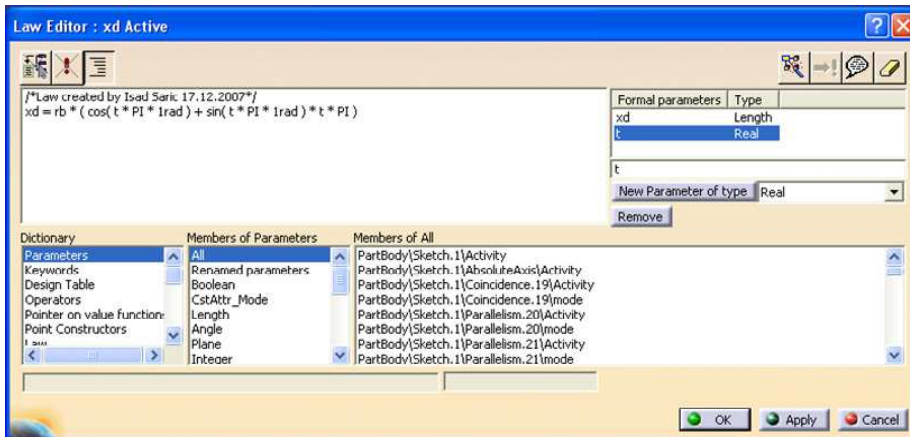 Law Editor : xd Active
/*Law created by Isad Saric 17.12.2007*/
xd = rb * ( cos( t * PI * 1rad ) + sin( t * PI * 1rad ) * t * PI )
Formal parameters Type
xd Length
t Real
t
New Parameter of type Real
Remove
Dictionary Members of Parameters Members of All
Parameters All PartBody\Sketch.1\Activity
Keywords Renamed parameters PartBody\Sketch.1\AbsoluteAxis\Activity
Design Table Boolean PartBody\Sketch.1\Coincidence.19\Activity
Operators CstAttr_Mode PartBody\Sketch.1\Coincidence.19\mode
Pointer on value function Length PartBody\Sketch.1\Parallelism.20\Activity
Point Constructors Angle PartBody\Sketch.1\Parallelism.20\mode
Law Plane PartBody\Sketch.1\Parallelism.21\Activity
Integer PartBody\Sketch.1\Parallelism.21\mode
OK Apply Cancel